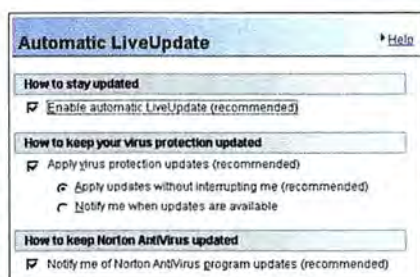 Automatic LiveUpdate
Help
How to stay updated
Enable automatic LiveUpdate (recommended)
How to keep your virus protection updated
Apply virus protection updates (recommended)
Apply updates without interrupting me (recommended)
Notify me when updates are available
How to keep Norton AntiVirus updated
Notify me of Norton AntiVirus program updates (recommended)